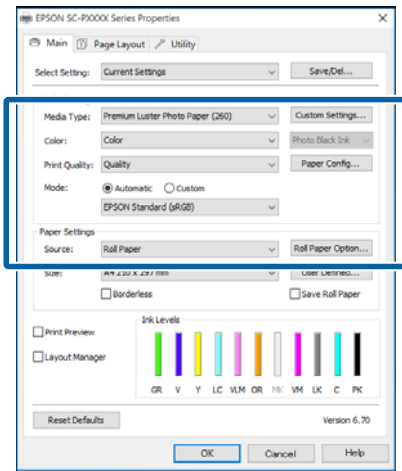 EPSON SC-PXXXX Series Properties
Main Page Layout Utility
Select Setting: Current Settings Save/Del...
Media Type: Premium Luster Photo Paper (260) Custom Settings...
Color: Color Photo Black Ink
Print Quality: Quality Paper Config...
Mode: Automatic Custom
EPSON Standard (sRGB)
Paper Settings
Source: Roll Paper Roll Paper Option...
Size: A4 210 x 297 mm User Defined...
Borderless Save Roll Paper
Ink Levels
Print Preview
Layout Manager
GR V Y LC VLM OR MK VM LK C PK
Reset Defaults Version 6.70
OK Cancel Help